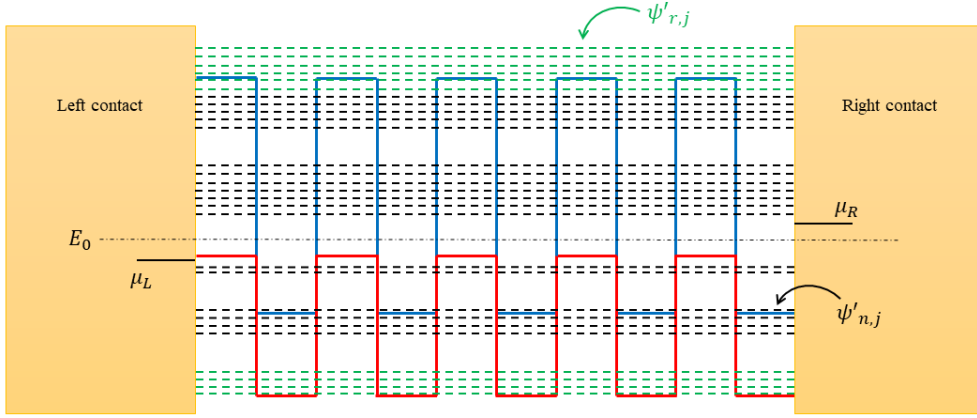 ψ′r,j
Left contact
Right contact
μR
E0
μL
ψ′n,j